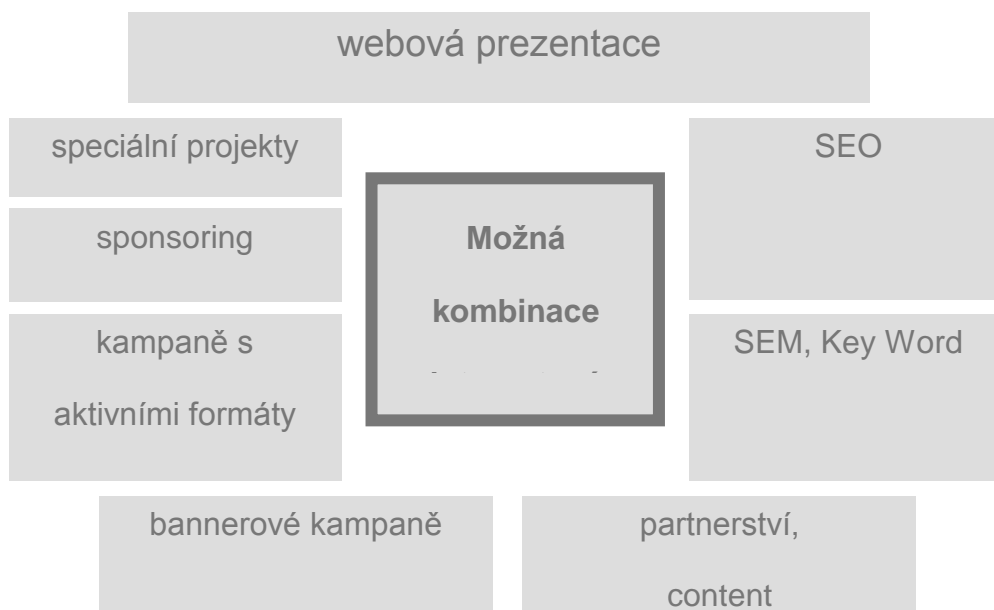 webová prezentace
speciální projekty
sponsoring
kampaně s
aktivními formáty
Možná
kombinace
SEO
SEM, Key Word
bannerové kampaně
partnerství,
content